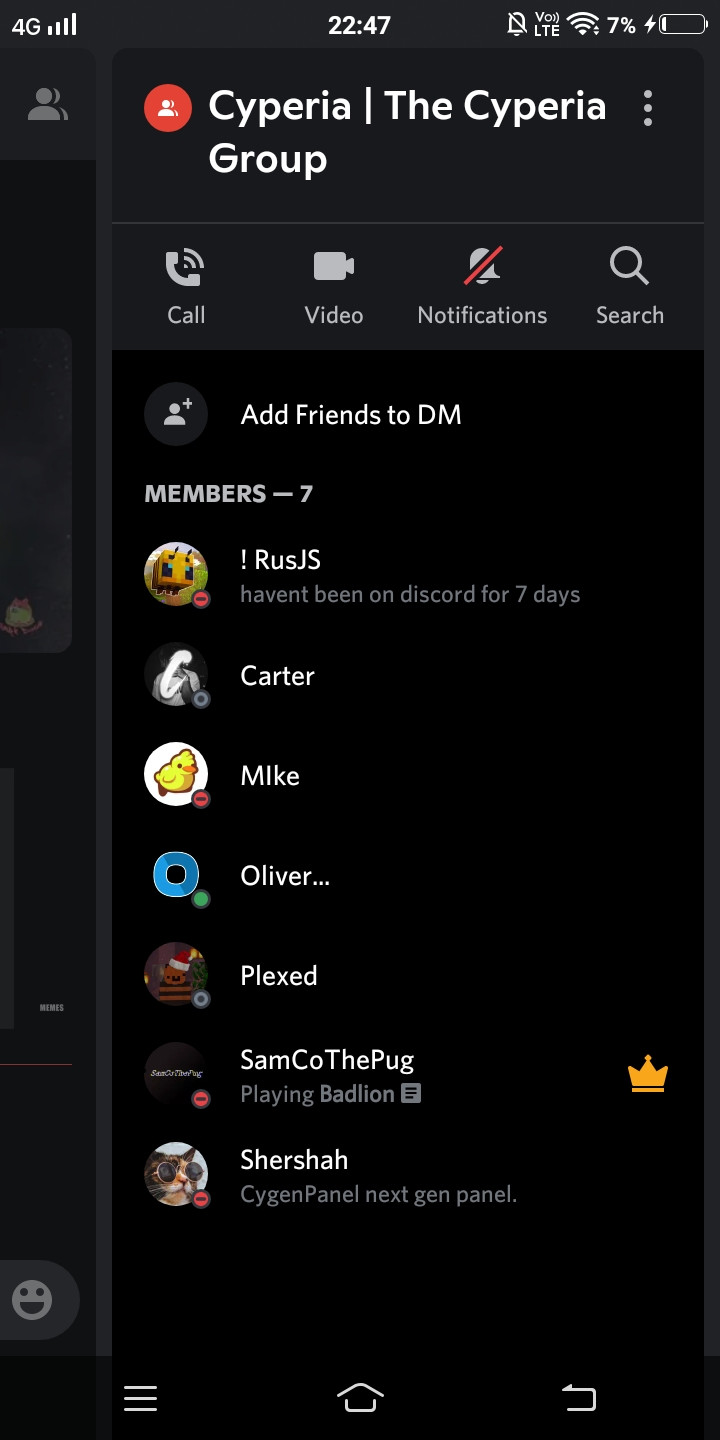 4G 22:47 Vo)) LTE 7%
Cyperia | The Cyperia
Group
Call Video Notifications Search
Add Friends to DM
MEMBERS — 7
! RusJS
havent been on discord for 7 days
Carter
MIke
Oliver...
Plexed
MEMES
SamCoThePug
SamCoThePug
Playing Badlion
Shershah
CygenPanel next gen panel.